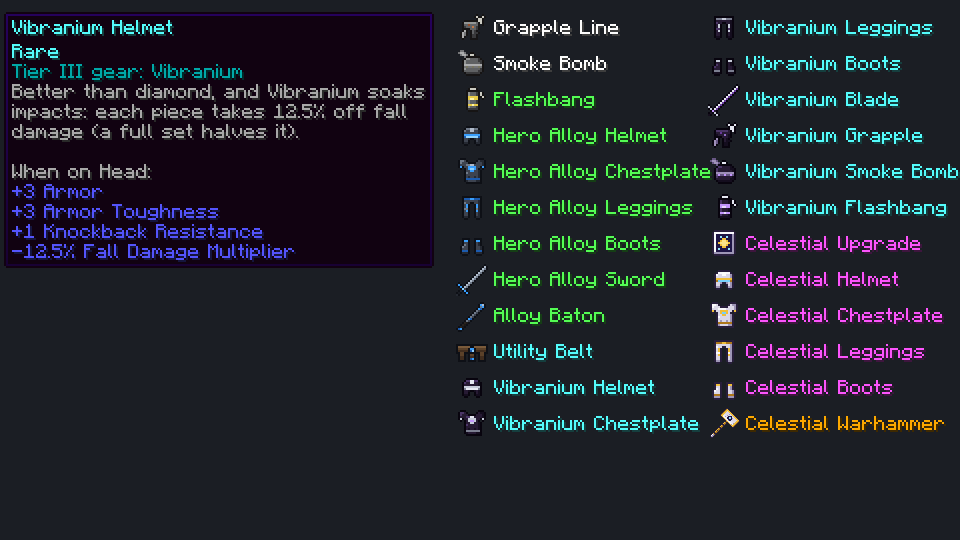 Vibranium Helmet
Rare
Tier III gear: Vibranium
Better than diamond, and Vibranium soaks
impacts: each piece takes 12.5% off fall
damage (a full set halves it).
When on Head:
+3 Armor
+3 Armor Toughness
+1 Knockback Resistance
-12.5% Fall Damage Multiplier
Grapple Line
Smoke Bomb
Flashbang
Hero Alloy Helmet
Hero Alloy Chestplate
Hero Alloy Leggings
Hero Alloy Boots
Hero Alloy Sword
Alloy Baton
Utility Belt
Vibranium Helmet
Vibranium Chestplate
Vibranium Leggings
Vibranium Boots
Vibranium Blade
Vibranium Grapple
Vibranium Smoke Bomb
Vibranium Flashbang
Celestial Upgrade
Celestial Helmet
Celestial Chestplate
Celestial Leggings
Celestial Boots
Celestial Warhammer